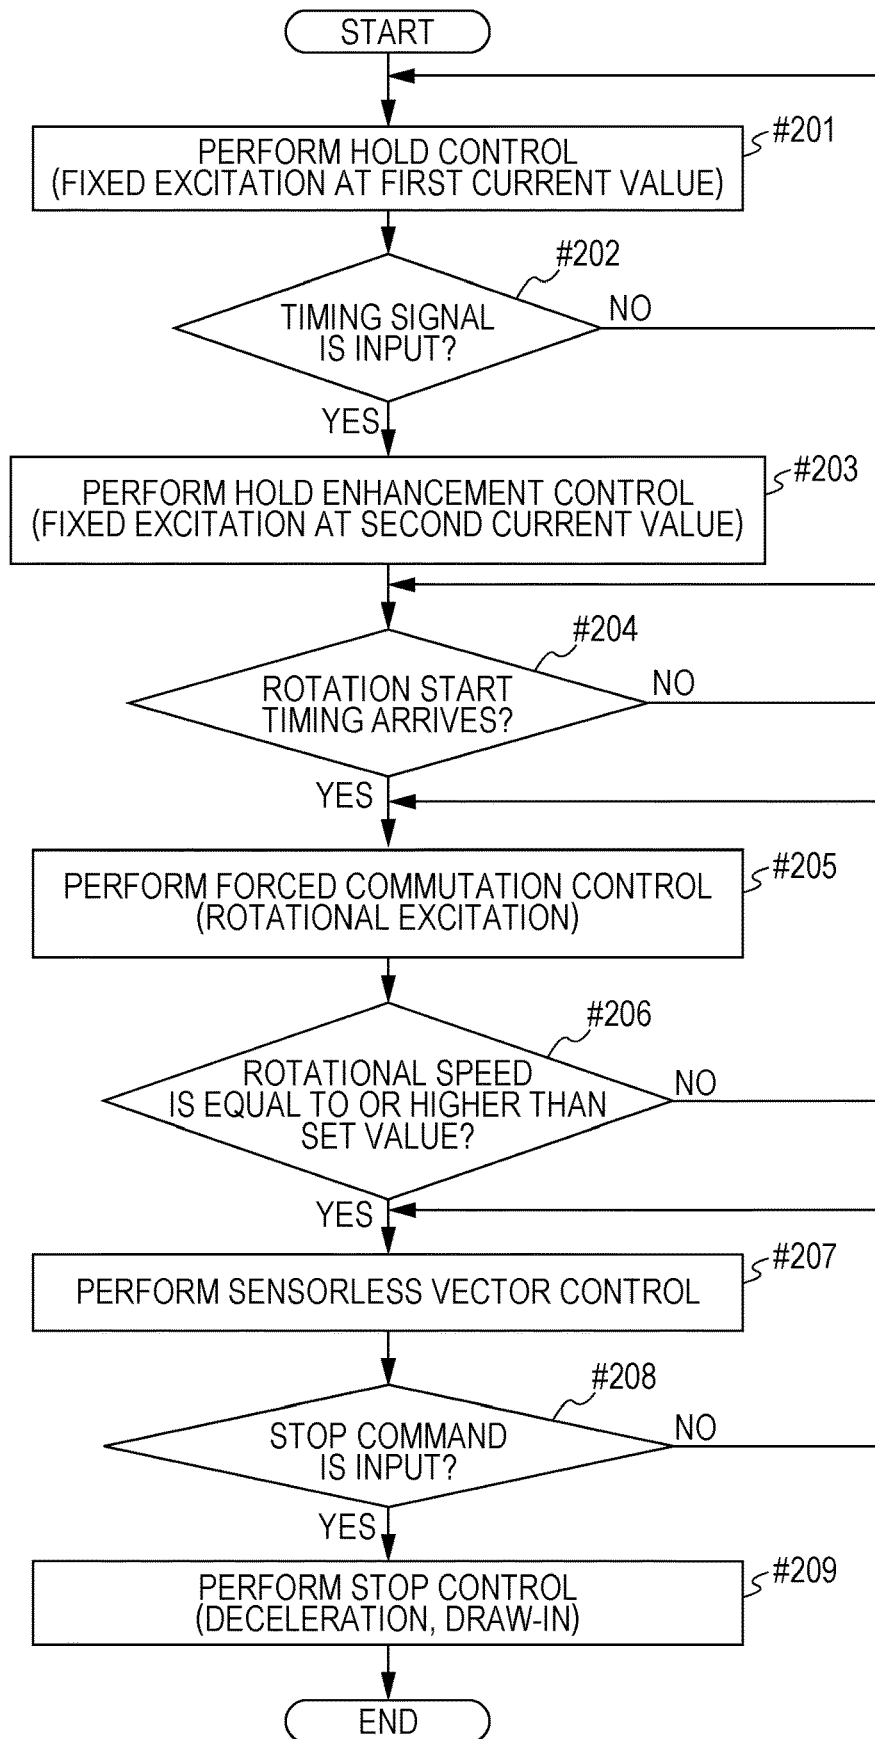 START
#201
PERFORM HOLD CONTROL
(FIXED EXCITATION AT FIRST CURRENT VALUE)
#202
TIMING SIGNAL
IS INPUT?
NO
YES
#203
PERFORM HOLD ENHANCEMENT CONTROL
(FIXED EXCITATION AT SECOND CURRENT VALUE)
#204
ROTATION START
TIMING ARRIVES?
NO
YES
#205
PERFORM FORCED COMMUTATION CONTROL
(ROTATIONAL EXCITATION)
#206
ROTATIONAL SPEED
IS EQUAL TO OR HIGHER THAN
SET VALUE?
NO
YES
#207
PERFORM SENSORLESS VECTOR CONTROL
#208
STOP COMMAND
IS INPUT?
NO
YES
#209
PERFORM STOP CONTROL
(DECELERATION, DRAW-IN)
END